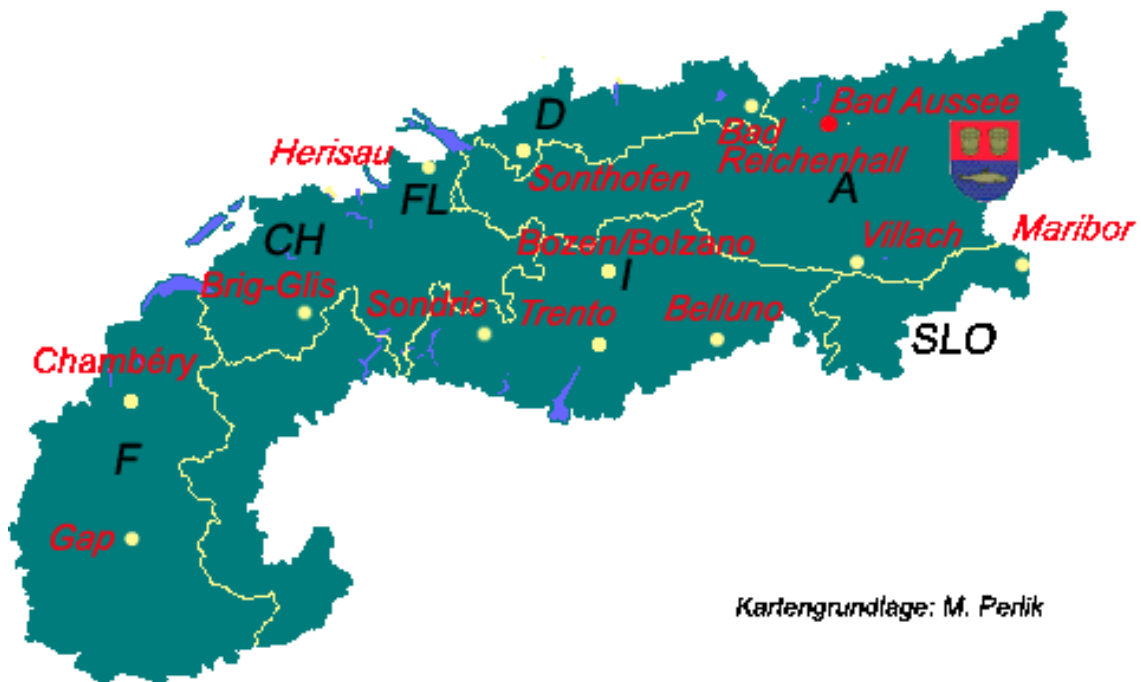 D
Bad Aussee
Herisau
Bad
Reichenhall
Sonthofen
FL
A
CH
Bozen/Bolzano
Villach
Maribor
I
Brig-Glis
Sondrio
Trento
Belluno
SLO
Chambéry
F
Gap
Kartengrundlage: M. Perlik